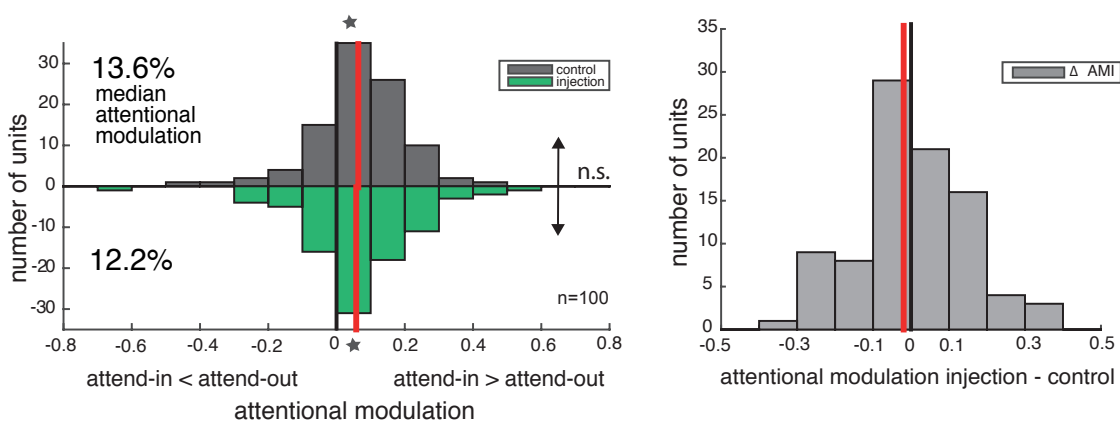 13.6%
median
attentional
modulation
control
injection
n.s.
12.2%
n=100
number of units
30
20
10
0
-10
-20
-30
-0.8
-0.6
-0.4
-0.2
0
0.2
0.4
0.6
0.8
attend-in < attend-out
attend-in > attend-out
attentional modulation
Δ AMI
number of units
35
30
25
20
15
10
5
0
-0.5
-0.3
-0.1
0
0.1
0.3
0.5
attentional modulation injection - control